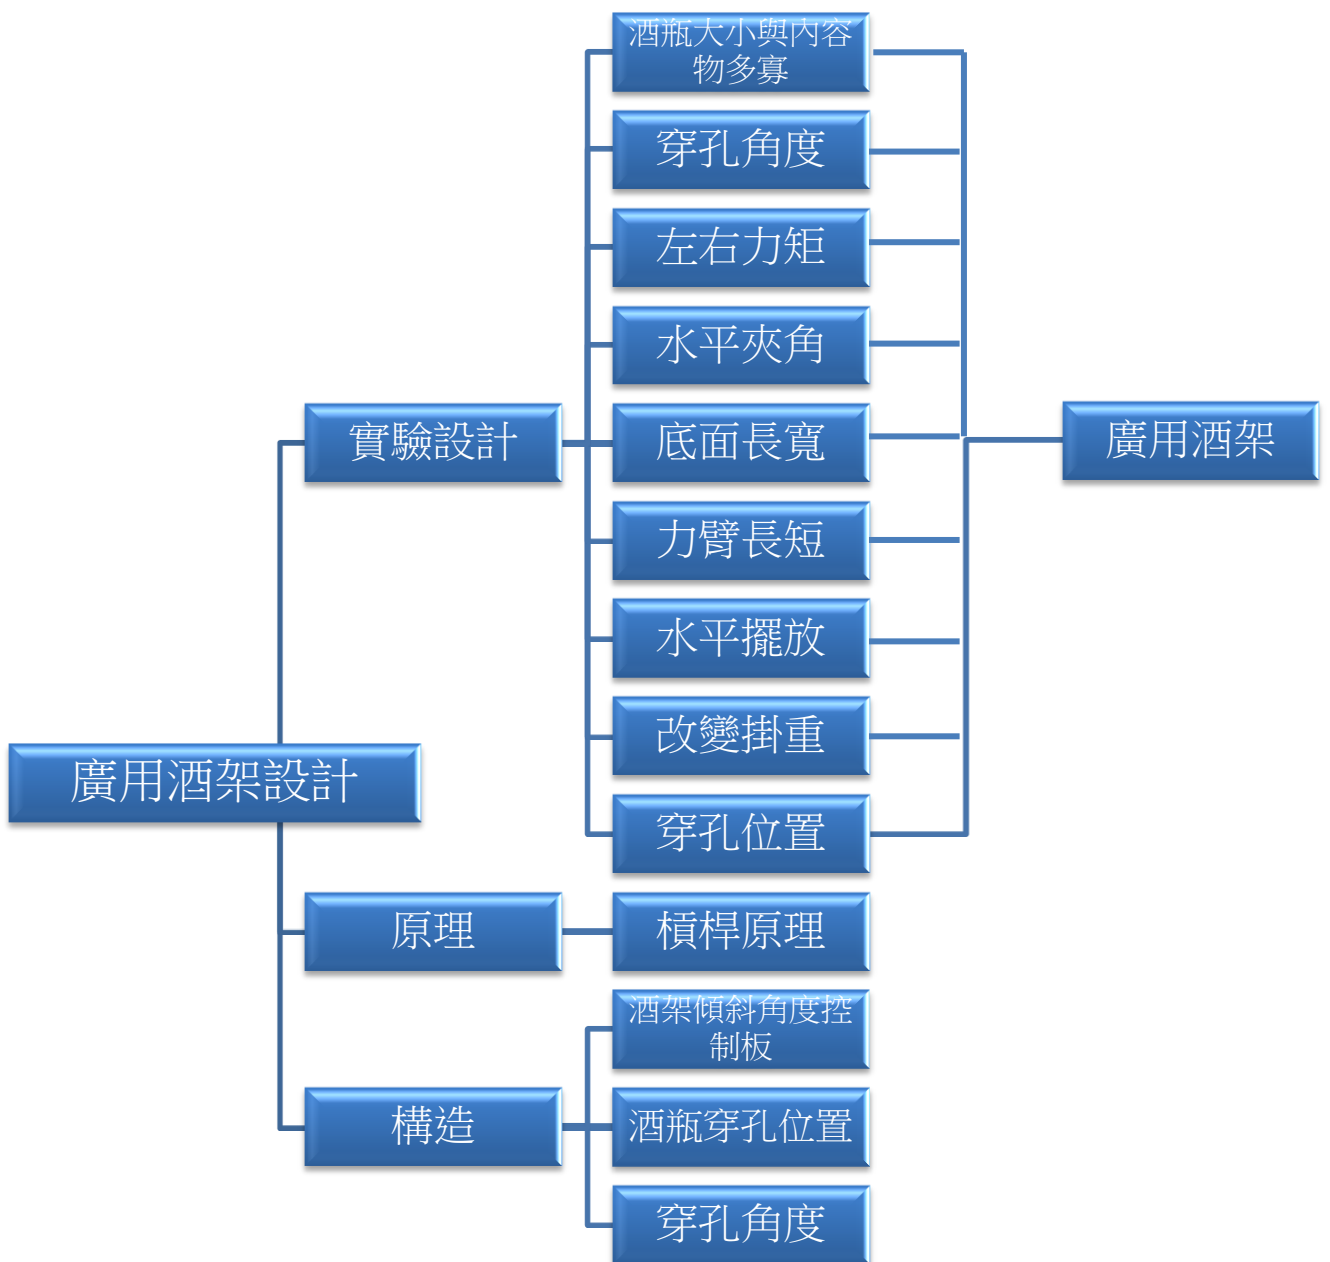 酒瓶大小與內容
物多寡
穿孔角度
左右力矩
水平夾角
實驗設計
底面長寬
廣用酒架
力臂長短
水平擺放
改變掛重
廣用酒架設計
穿孔位置
原理
槓桿原理
酒架傾斜角度控
制板
構造
酒瓶穿孔位置
穿孔角度